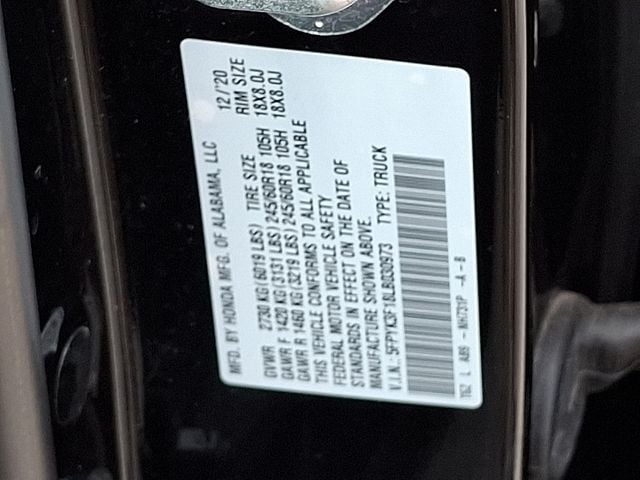 MFD. BY HONDA MFG. OF ALABAMA, LLC 12/'20
GVWR 2730 KG(6019 LBS) TIRE SIZE RIM SIZE
GAWR F 1420 KG(3131 LBS)245/60R18 105H 18X8.0J
GAWR R 1460 KG(3219 LBS)245/60R18 105H 18X8.0J
THIS VEHICLE CONFORMS TO ALL APPLICABLE
FEDERAL MOTOR VEHICLE SAFETY
STANDARDS IN EFFECT ON THE DATE OF
MANUFACTURE SHOWN ABOVE.
V.I.N.: 5FPYK3F18LB030973 TYPE: TRUCK
TG2 L AB9 - NH731P -A-B